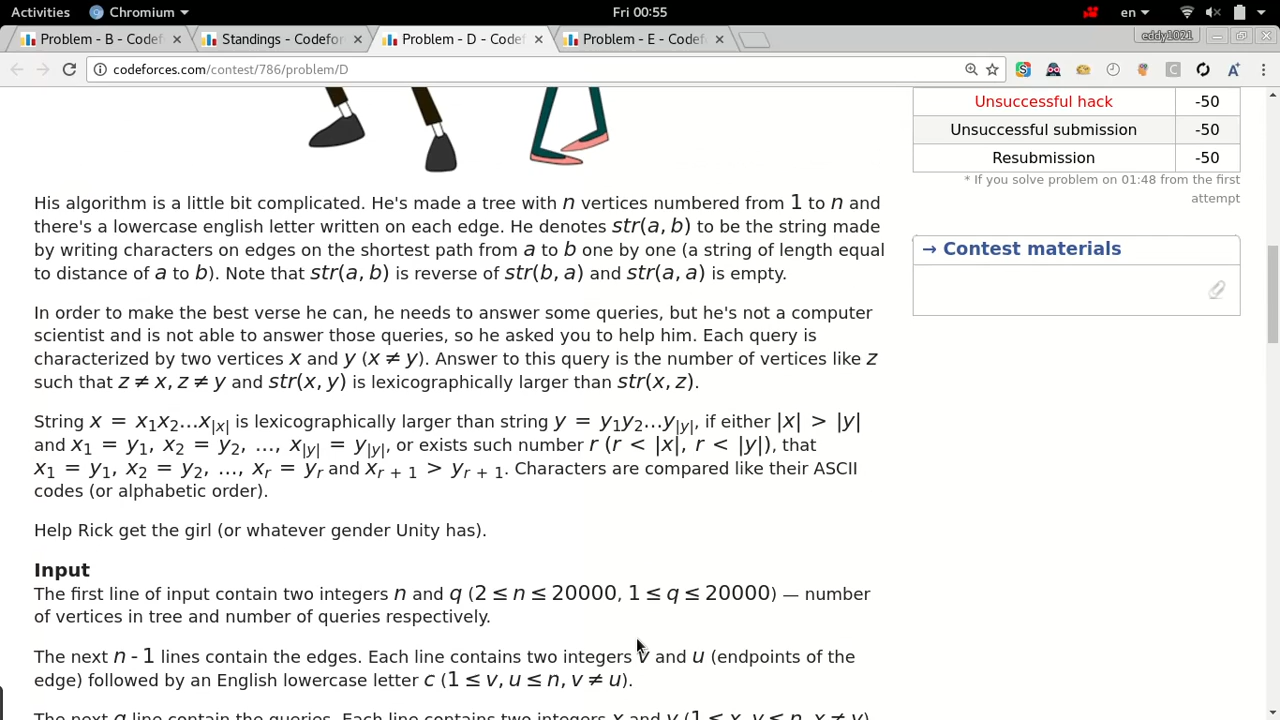 Activities Chromium Fri 00:55 en
Problem - B - Codef Standings - Codefor Problem - D - Codef Problem - E - Codef eddy1021
codeforces.com/contest/786/problem/D
Unsuccessful hack -50
Unsuccessful submission -50
Resubmission -50
* If you solve problem on 01:48 from the first
attempt
→ Contest materials
His algorithm is a little bit complicated. He's made a tree with n vertices numbered from 1 to n and
there's a lowercase english letter written on each edge. He denotes str(a, b) to be the string made
by writing characters on edges on the shortest path from a to b one by one (a string of length equal
to distance of a to b). Note that str(a, b) is reverse of str(b, a) and str(a, a) is empty.
In order to make the best verse he can, he needs to answer some queries, but he's not a computer
scientist and is not able to answer those queries, so he asked you to help him. Each query is
characterized by two vertices x and y (x ≠ y). Answer to this query is the number of vertices like z
such that z ≠ x, z ≠ y and str(x, y) is lexicographically larger than str(x, z).
String x = x1x2...x|x| is lexicographically larger than string y = y1y2...y|y|, if either |x| > |y|
and x1 = y1, x2 = y2, ..., x|y| = y|y|, or exists such number r (r < |x|, r < |y|), that
x1 = y1, x2 = y2, ..., xr = yr and xr + 1 > yr + 1. Characters are compared like their ASCII
codes (or alphabetic order).
Help Rick get the girl (or whatever gender Unity has).
Input
The first line of input contain two integers n and q (2 ≤ n ≤ 20000, 1 ≤ q ≤ 20000) — number
of vertices in tree and number of queries respectively.
The next n - 1 lines contain the edges. Each line contains two integers v and u (endpoints of the
edge) followed by an English lowercase letter c (1 ≤ v, u ≤ n, v ≠ u).
The next q line contain the queries. Each line contains two integers x and y (1 ≤ x, y ≤ n, x ≠ y)